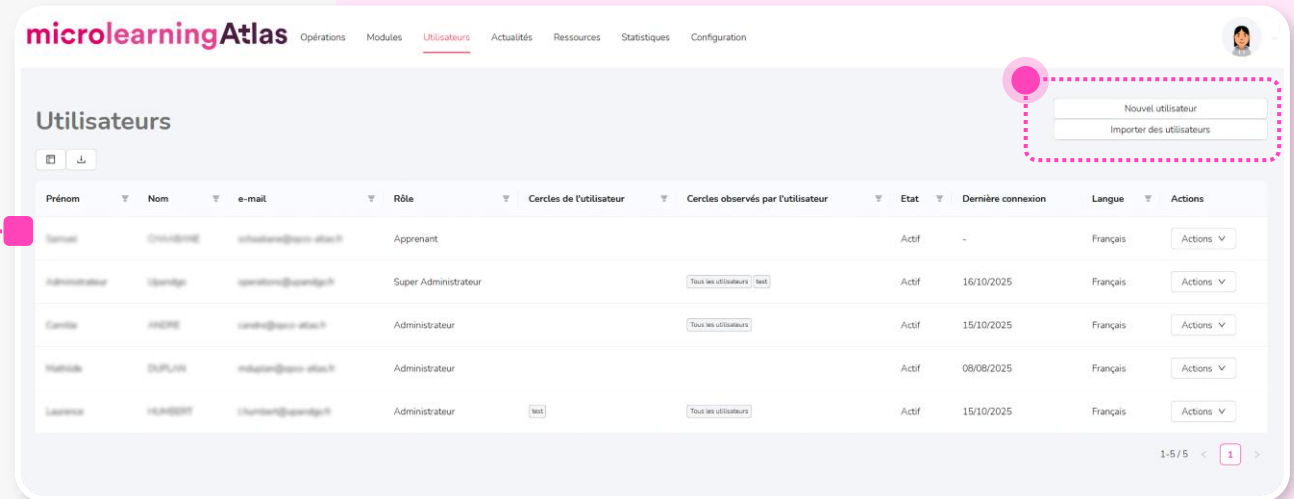 microlearningAtlas Opérations Modules Utilisateurs Actualités Ressources Statistiques Configuration
Nouvel utilisateur
Utilisateurs
Importer des utilisateurs
Prénom Nom e-mail Rôle Cercles de l'utilisateur Cercles observés par l'utilisateur Etat Dernière connexion Langue Actions
Apprenant Actif - Français Actions
Super Administrateur Tous les utilisateurs test Actif 16/10/2025 Français Actions
Administrateur Tous les utilisateurs Actif 15/10/2025 Français Actions
Administrateur Actif 08/08/2025 Français Actions
Administrateur test Tous les utilisateurs Actif 15/10/2025 Français Actions
1-5 / 5 < 1 >